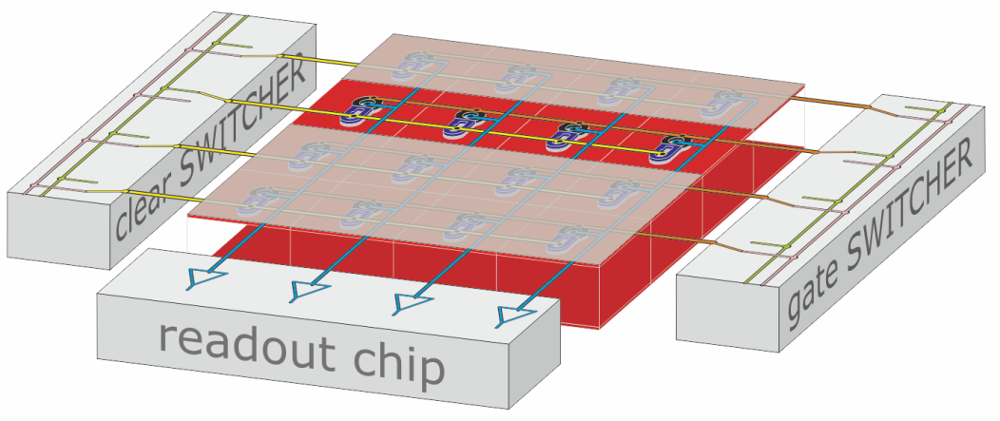 clear SWITCHER
gate SWITCHER
readout chip